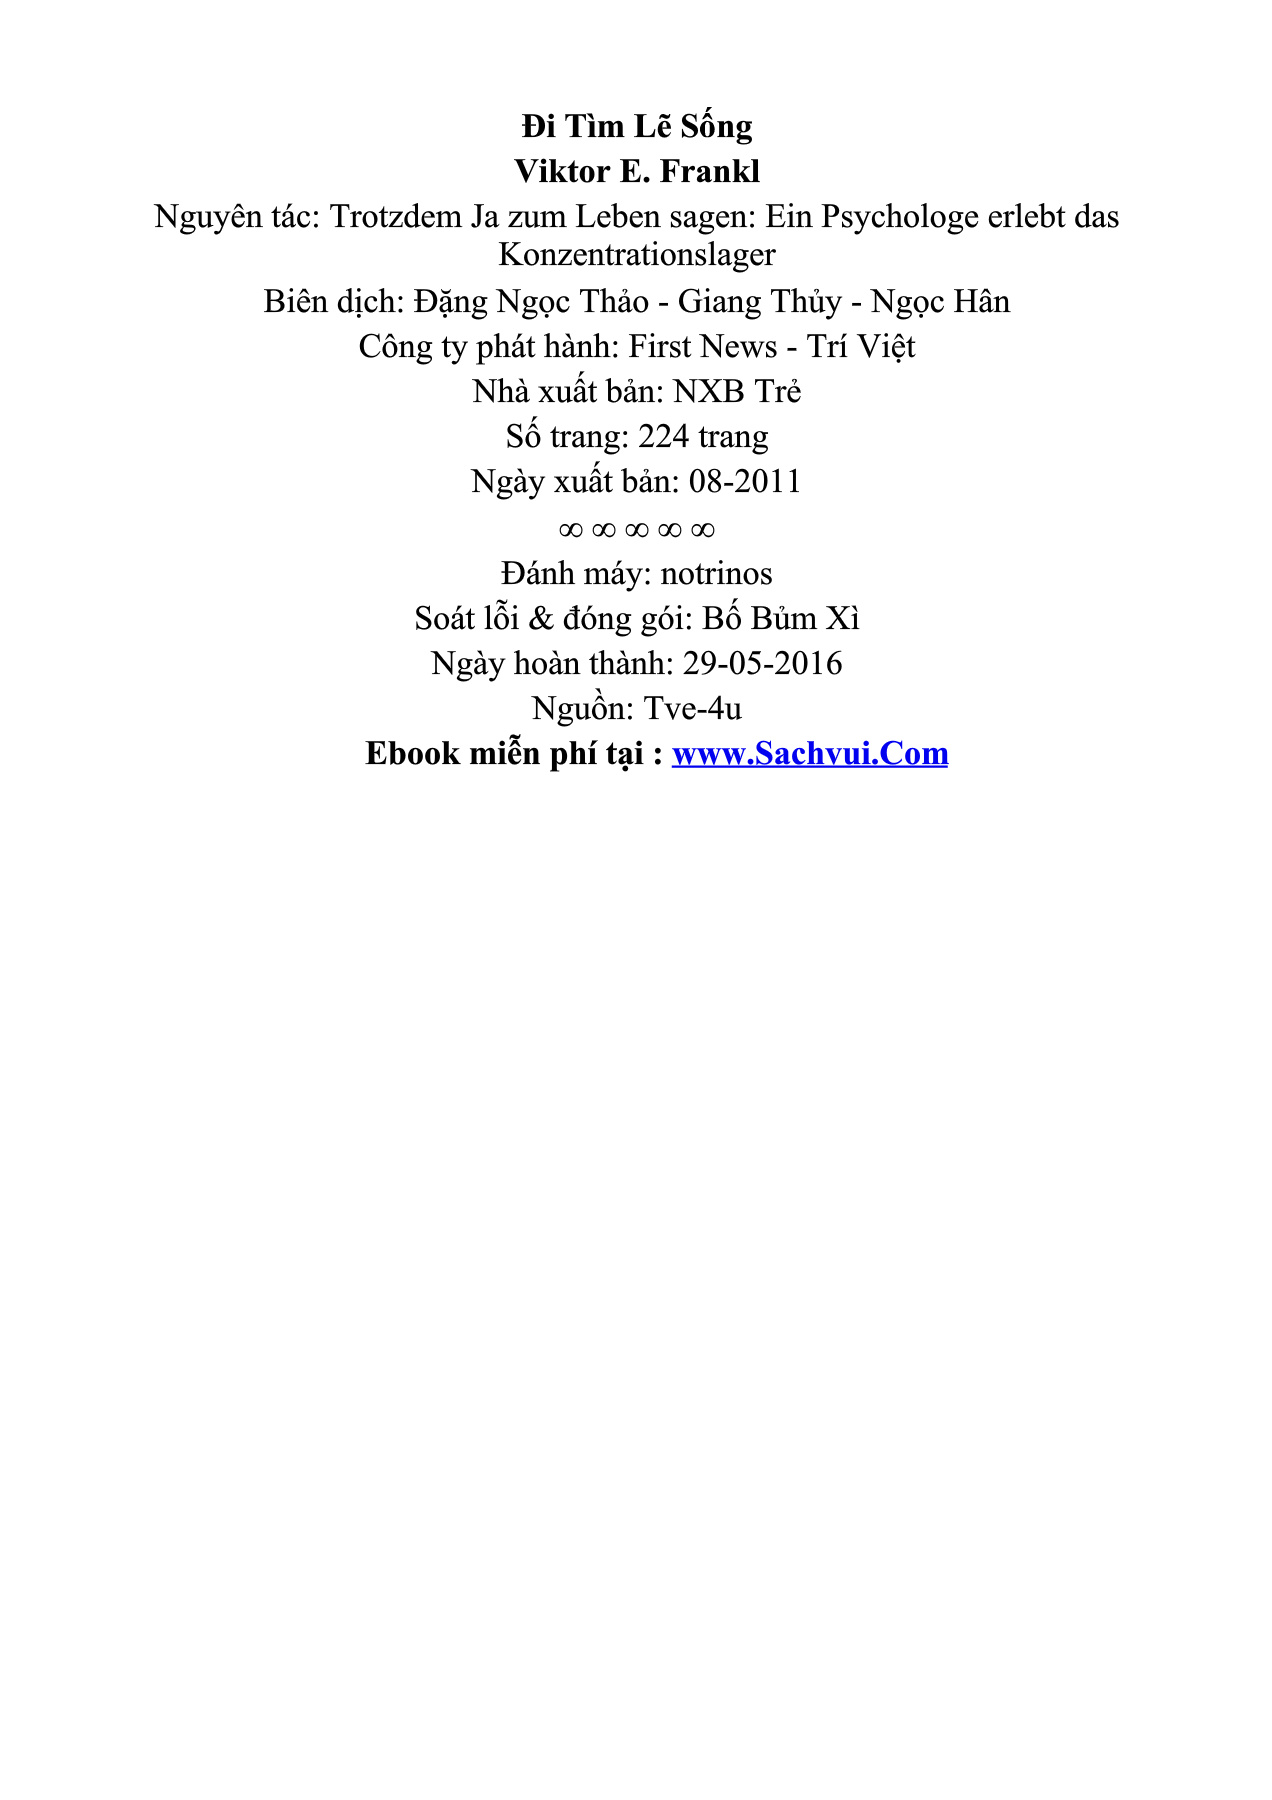 Đi Tìm Lẽ Sống
Viktor E. Frankl
Nguyên tác: Trotzdem Ja zum Leben sagen: Ein Psychologe erlebt das
Konzentrationslager
Biên dịch: Đặng Ngọc Thảo - Giang Thủy - Ngọc Hân
Công ty phát hành: First News - Trí Việt
Nhà xuất bản: NXB Trẻ
Số trang: 224 trang
Ngày xuất bản: 08-2011
∞ ∞ ∞ ∞ ∞
Đánh máy: notrinos
Soát lỗi & đóng gói: Bố Bủm Xì
Ngày hoàn thành: 29-05-2016
Nguồn: Tve-4u
Ebook miễn phí tại : www.Sachvui.Com